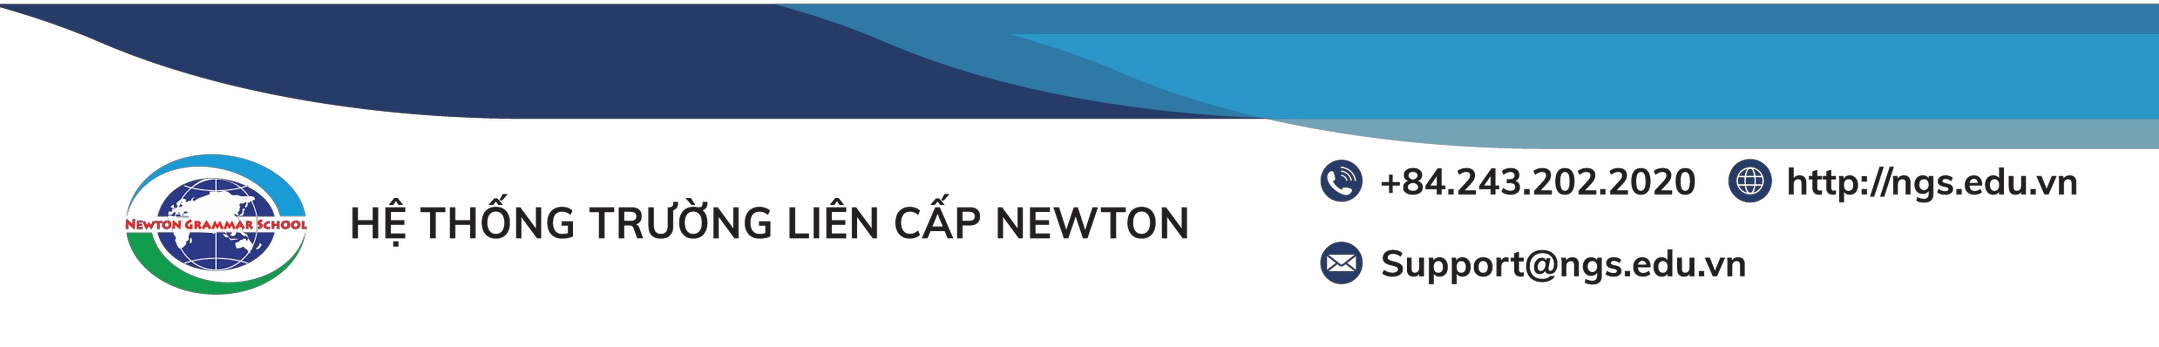 NEWTON GRAMMAR SCHOOL
HỆ THỐNG TRƯỜNG LIÊN CẤP NEWTON
+84.243.202.2020 http://ngs.edu.vn
Support@ngs.edu.vn